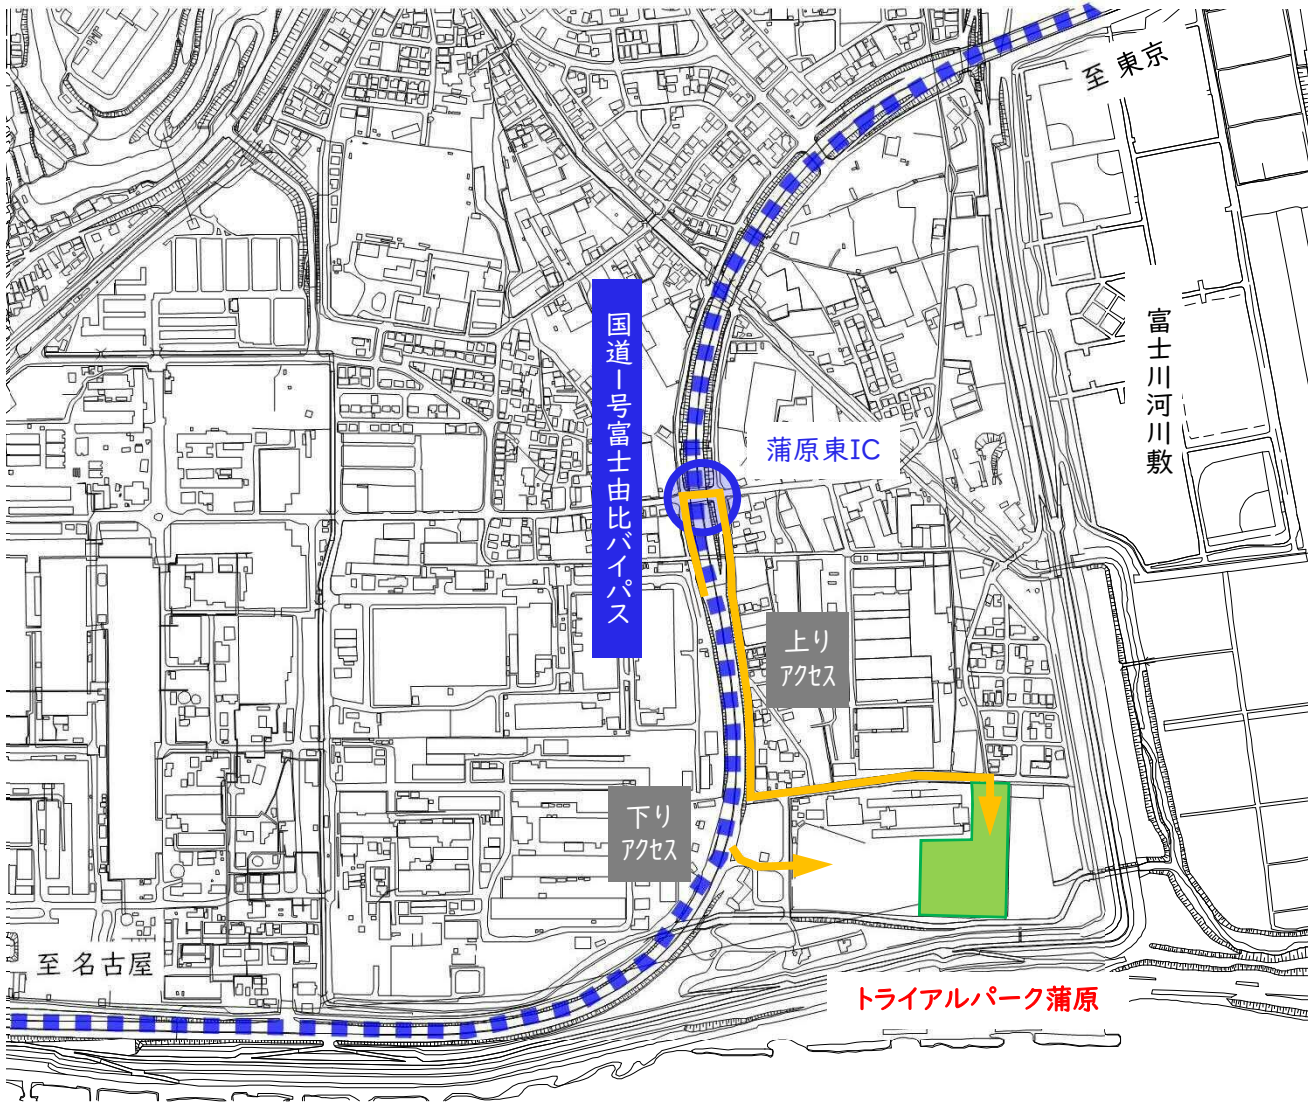 至 東京
富士川河川敷
国道1号富士由比バイパス
蒲原東IC
上り
アクセス
下り
アクセス
至 名古屋
トライアルパーク蒲原